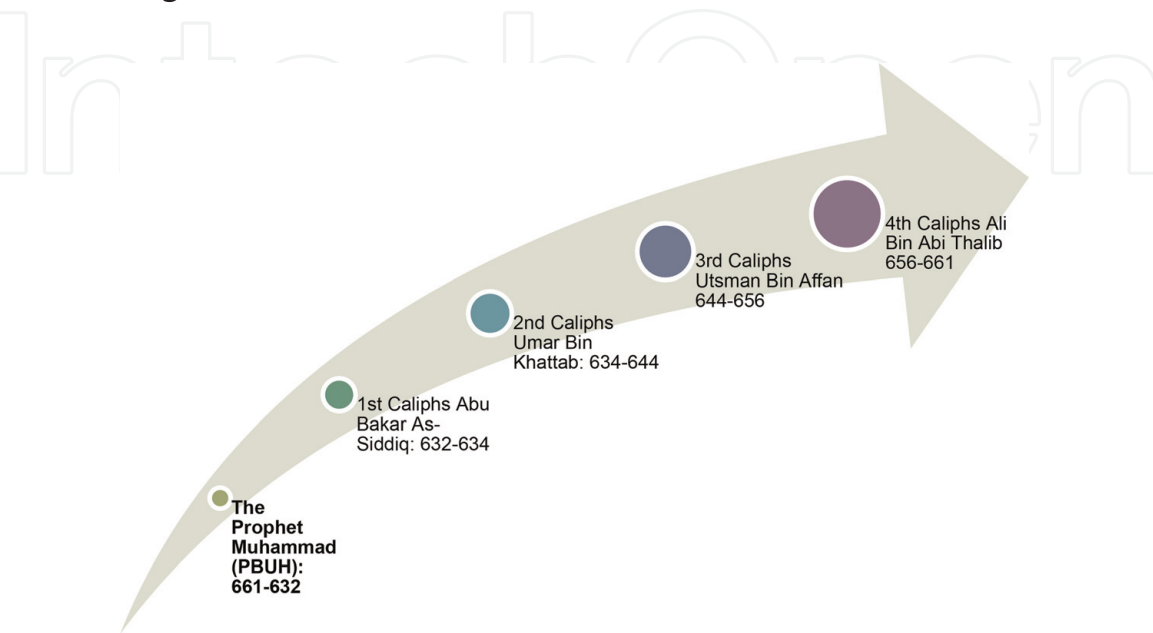 IntechOpen
The
Prophet
Muhammad
(PBUH):
661-632
1st Caliphs Abu
Bakar As-
Siddiq: 632-634
2nd Caliphs
Umar Bin
Khattab: 634-644
3rd Caliphs
Utsman Bin Affan
644-656
4th Caliphs Ali
Bin Abi Thalib
656-661